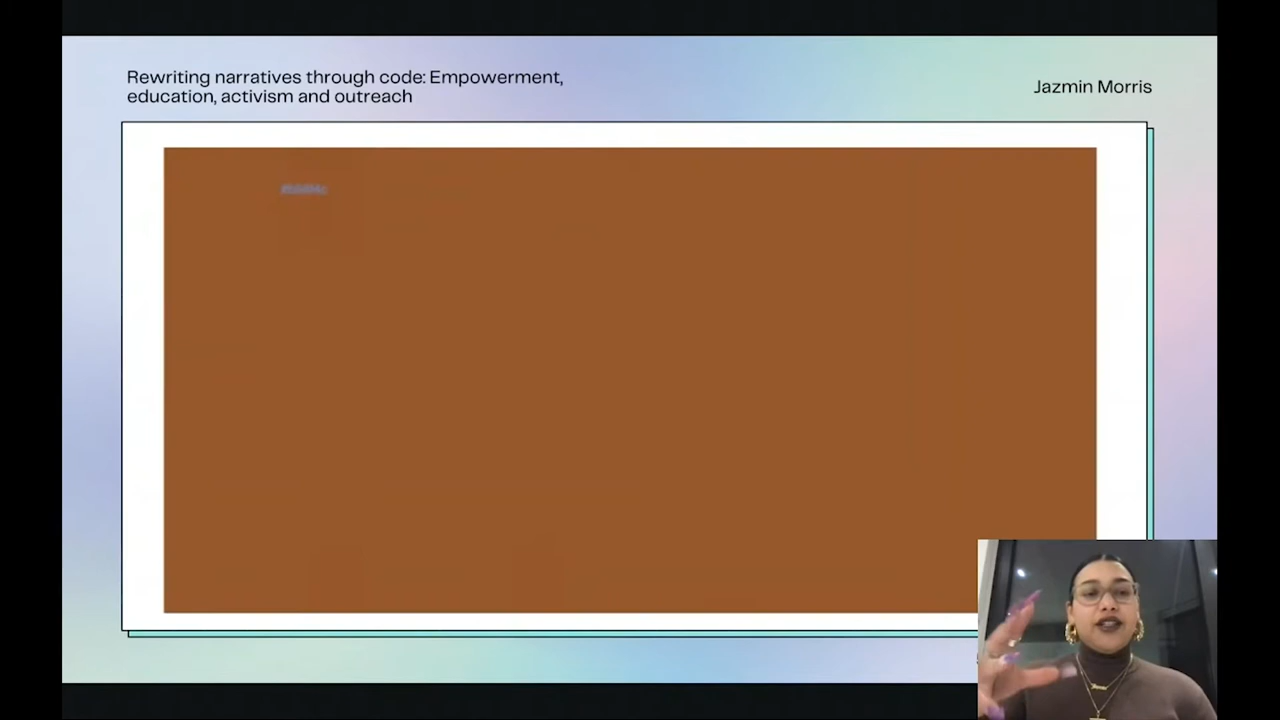 Rewriting narratives through code: Empowerment,
education, activism and outreach
Jazmin Morris